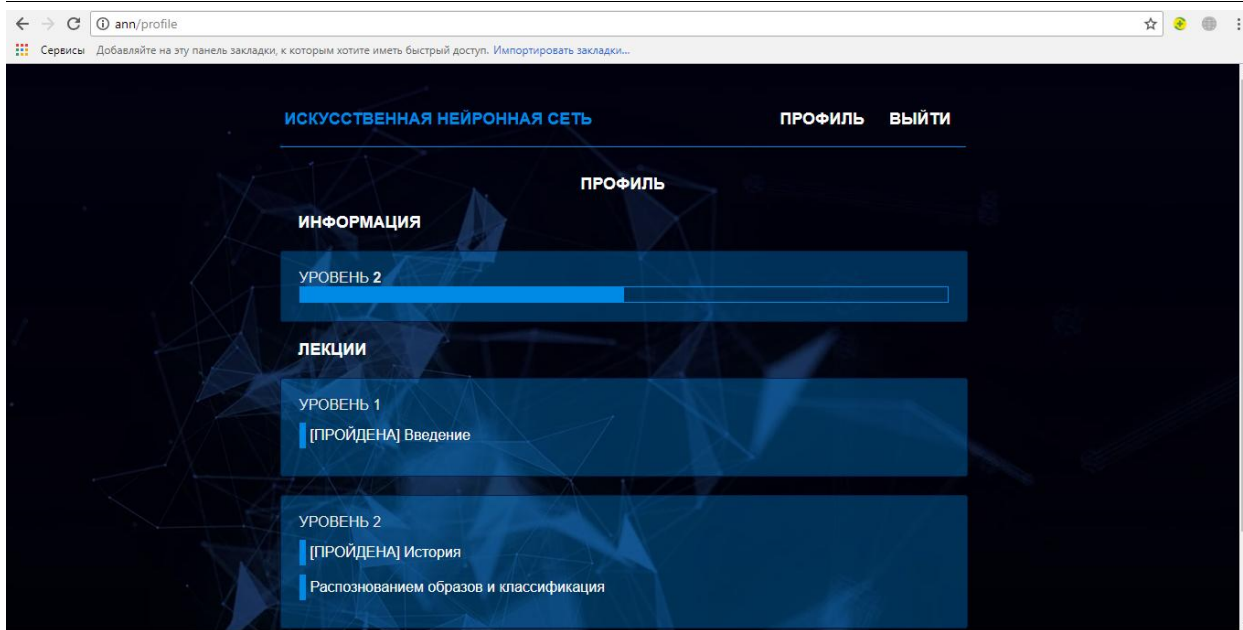 ann/profile
Сервисы Добавляйте на эту панель закладки, к которым хотите иметь быстрый доступ. Импортировать закладки...
ИСКУССТВЕННАЯ НЕЙРОННАЯ СЕТЬ ПРОФИЛЬ ВЫЙТИ
ПРОФИЛЬ
ИНФОРМАЦИЯ
УРОВЕНЬ 2
ЛЕКЦИИ
УРОВЕНЬ 1
[ПРОЙДЕНА] Введение
УРОВЕНЬ 2
[ПРОЙДЕНА] История
Распознованием образов и классификация